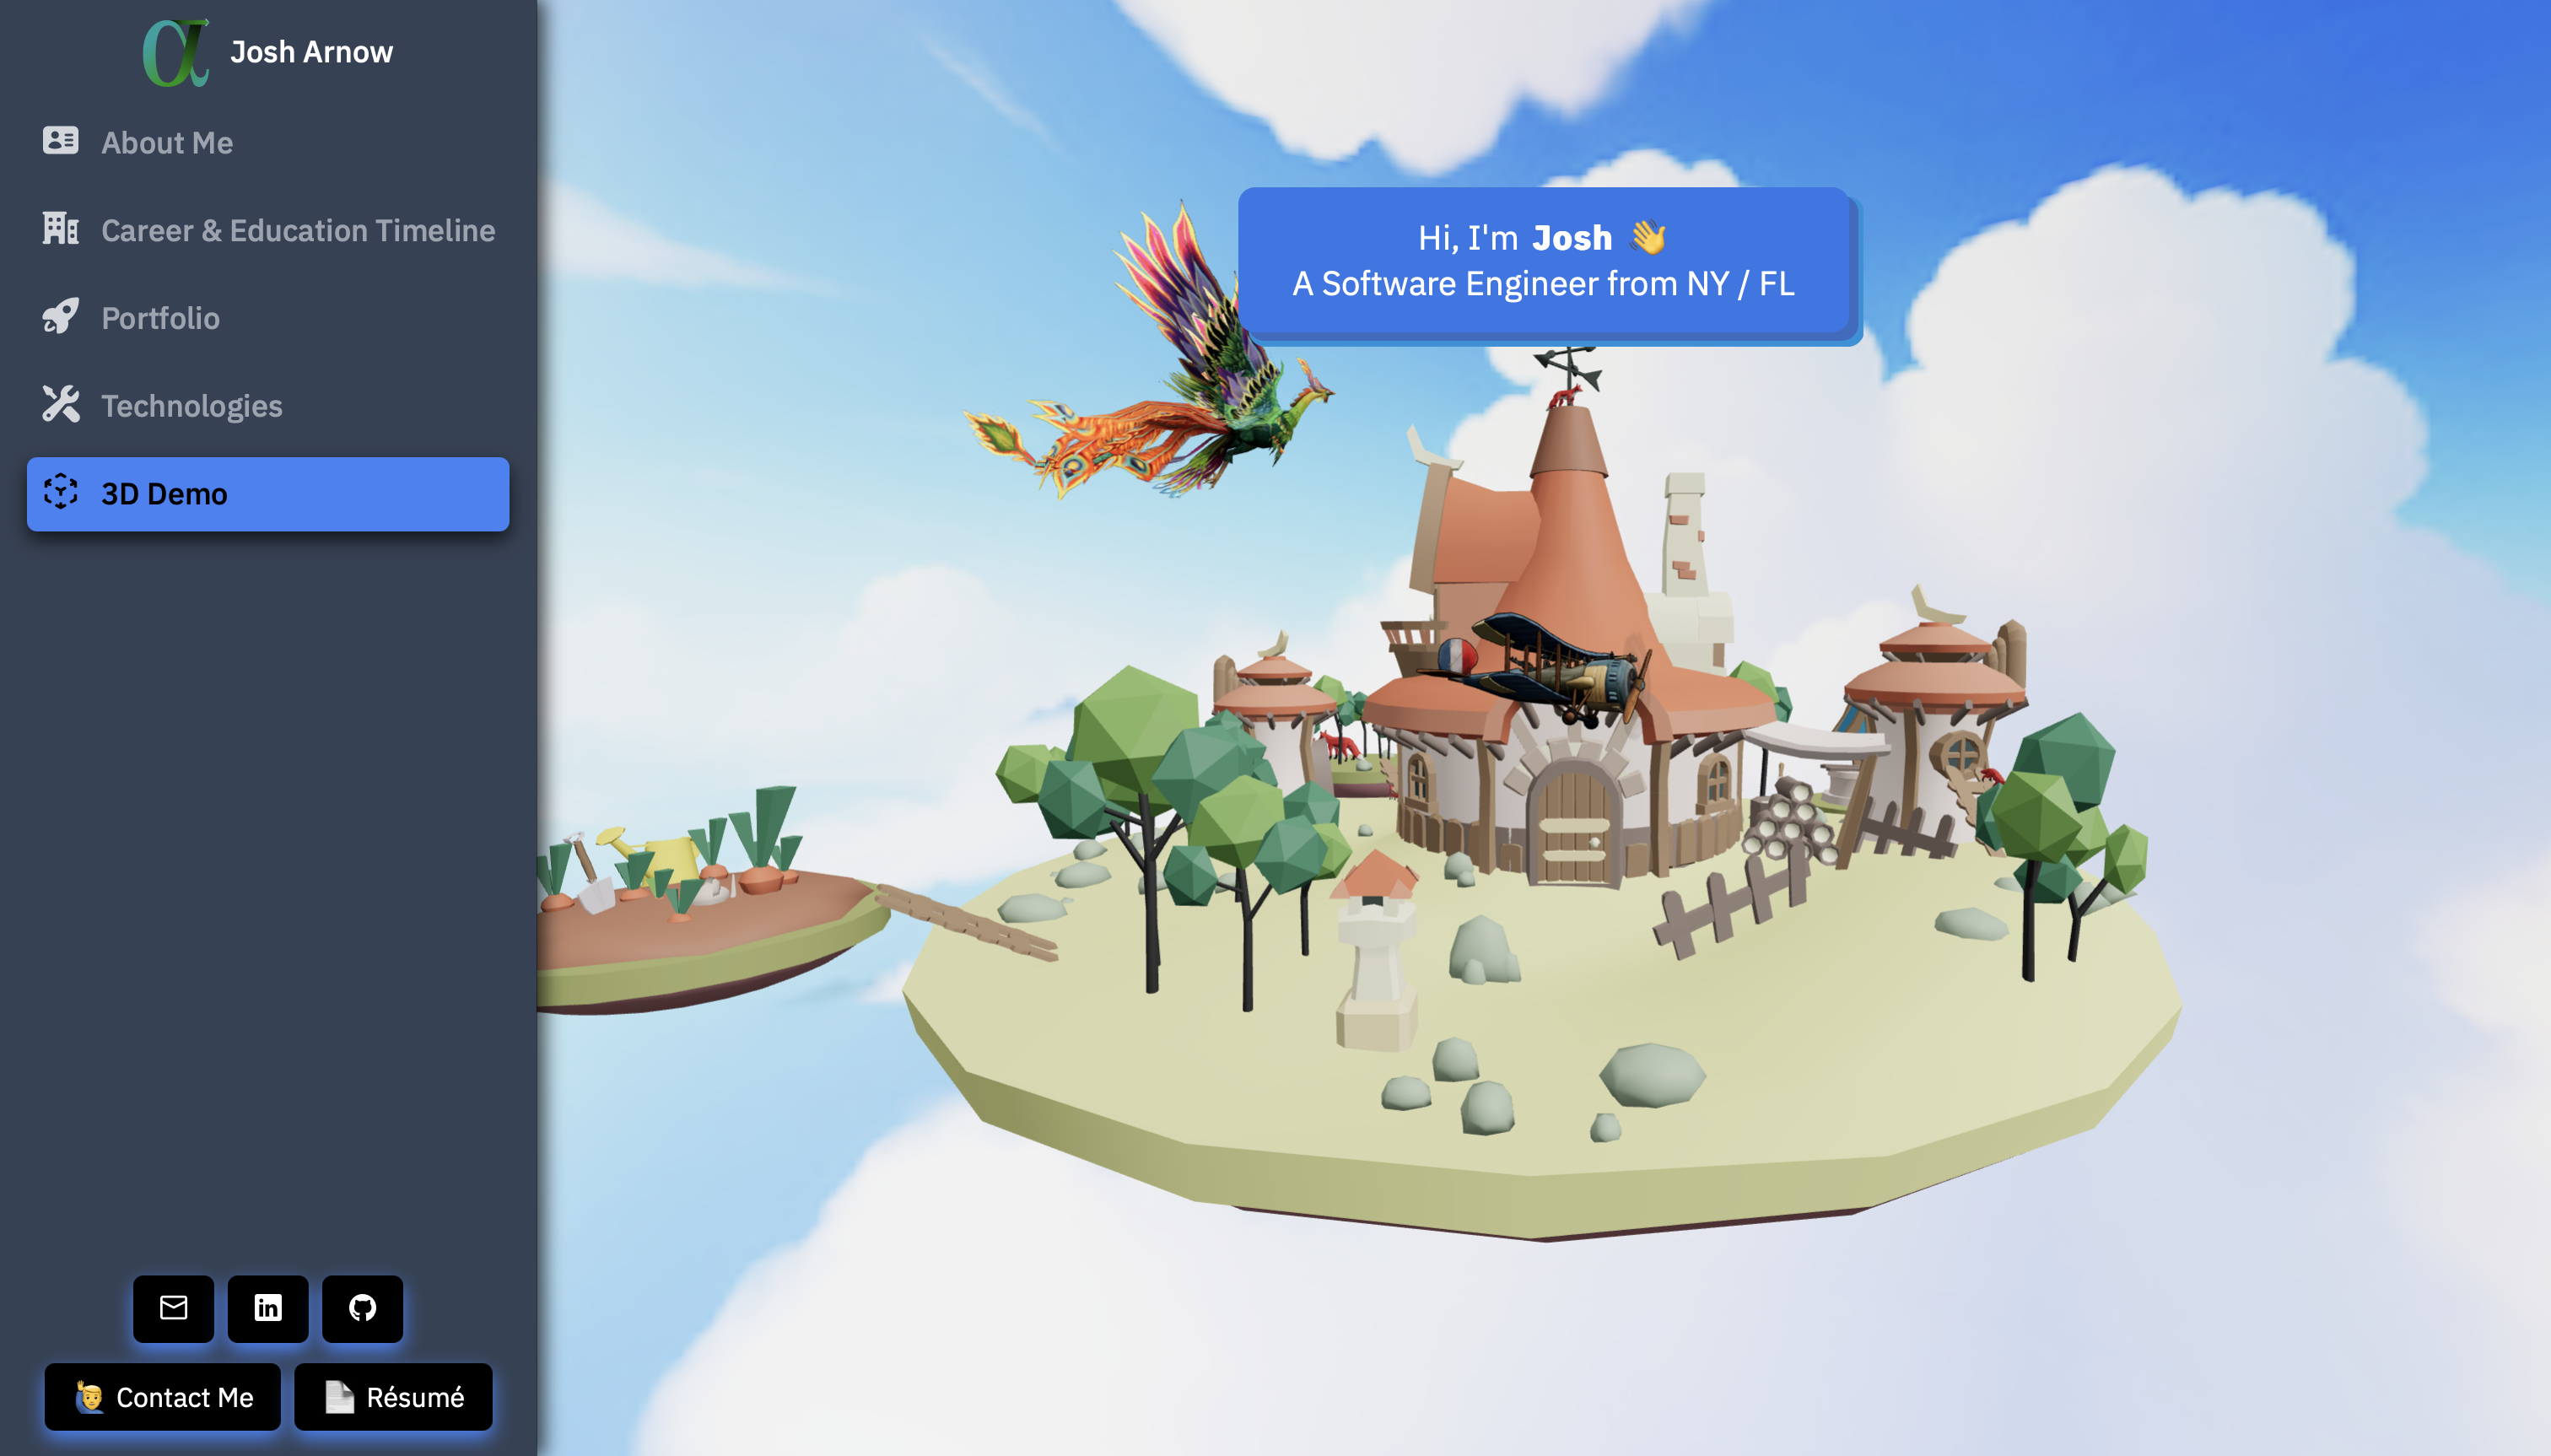 Josh Arnow
About Me
Career & Education Timeline
Portfolio
Technologies
3D Demo
Contact Me
Résumé
Hi, I'm Josh 👋
A Software Engineer from NY / FL